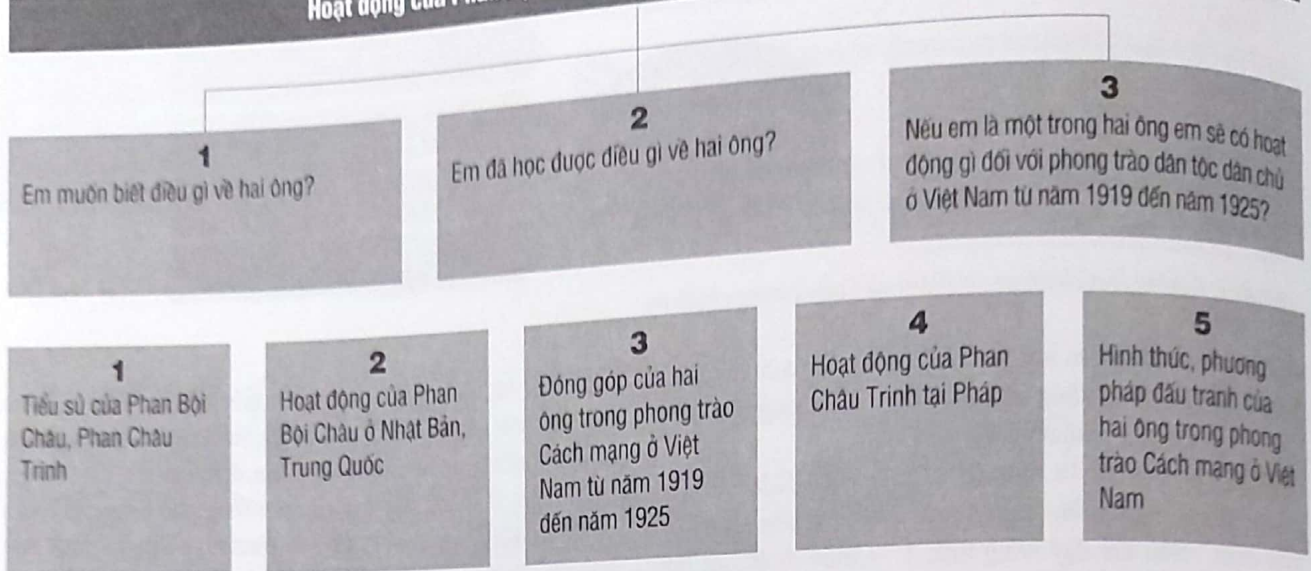 Hoạt động của
1
Em muốn biết điều gì về hai ông?
2
Em đã học được điều gì về hai ông?
3
Nếu em là một trong hai ông em sẽ có hoạt
động gì đối với phong trào dân tộc dân chủ
ở Việt Nam từ năm 1919 đến năm 1925?
1
Tiểu sử của Phan Bội
Châu, Phan Châu
Trinh
2
Hoạt động của Phan
Bội Châu ở Nhật Bản,
Trung Quốc
3
Đóng góp của hai
ông trong phong trào
Cách mạng ở Việt
Nam từ năm 1919
đến năm 1925
4
Hoạt động của Phan
Châu Trinh tại Pháp
5
Hình thức, phương
pháp đấu tranh của
hai ông trong phong
trào Cách mạng ở Việt
Nam